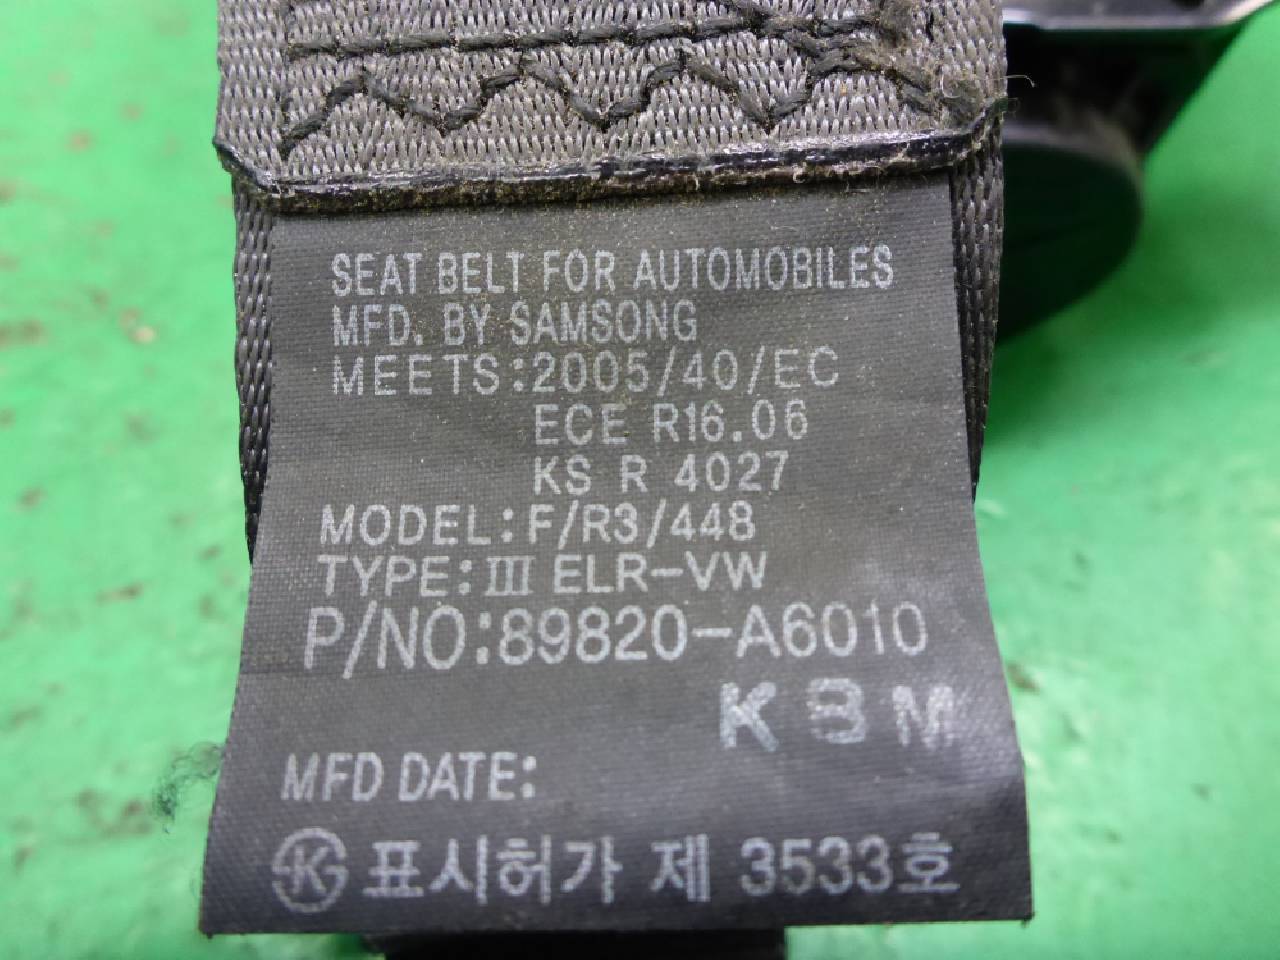 SEAT BELT FOR AUTOMOBILES
MFD. BY SAMSONG
MEETS:2005/40/EC
ECE R16.06
KS R 4027
MODEL:F/R3/448
TYPE:Ⅲ ELR-VW
P/NO:89820-A6010
K 3 M
MFD DATE:
표시허가 제 3533호